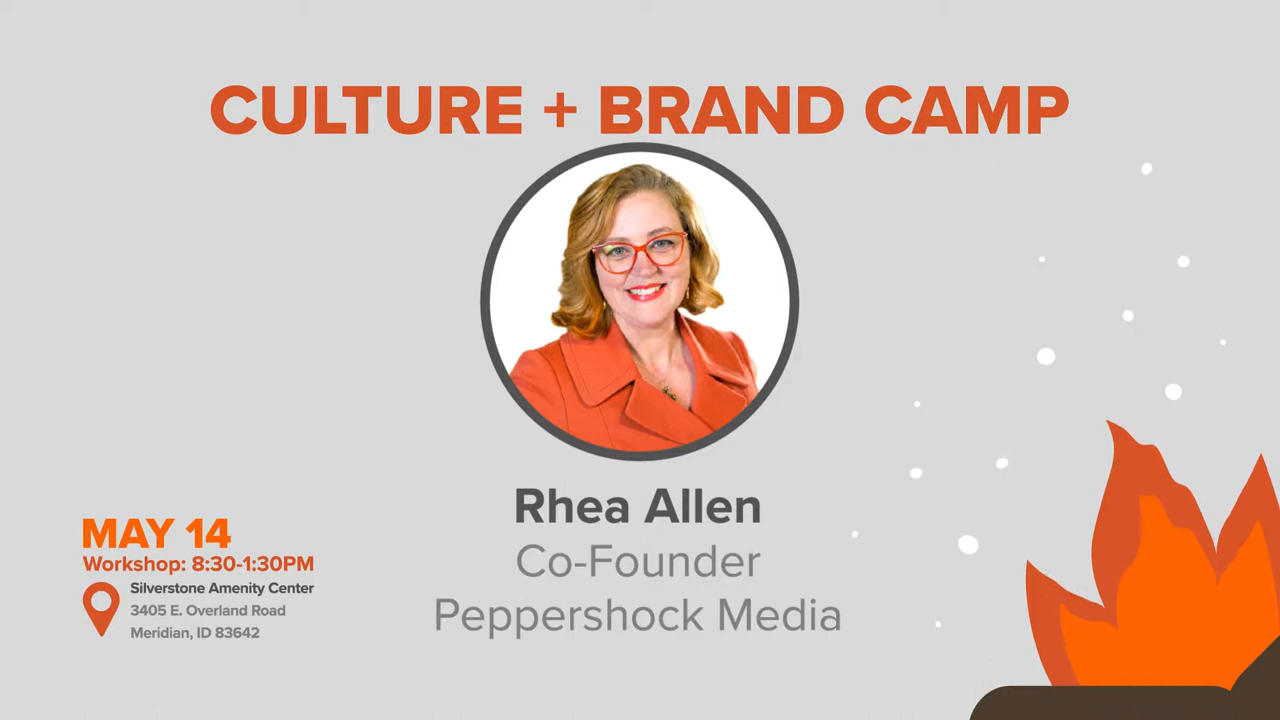 CULTURE + BRAND CAMP
Rhea Allen
Co-Founder
Peppershock Media
MAY 14
Workshop: 8:30-1:30PM
Silverstone Amenity Center
3405 E. Overland Road
Meridian, ID 83642